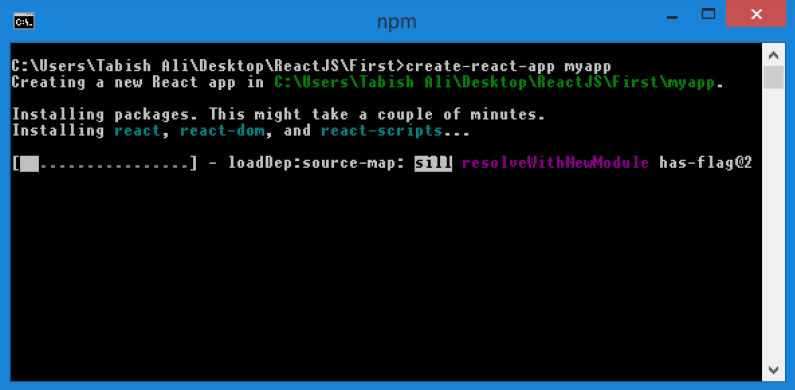 npm
C:\Users\Tabish Ali\Desktop\ReactJS\First>create-react-app myapp
Creating a new React app in C:\Users\Tabish Ali\Desktop\ReactJS\First\myapp.
Installing packages. This might take a couple of minutes.
Installing react, react-dom, and react-scripts...
[██................] - loadDep:source-map: sill resolveWithNewModule has-flag@2